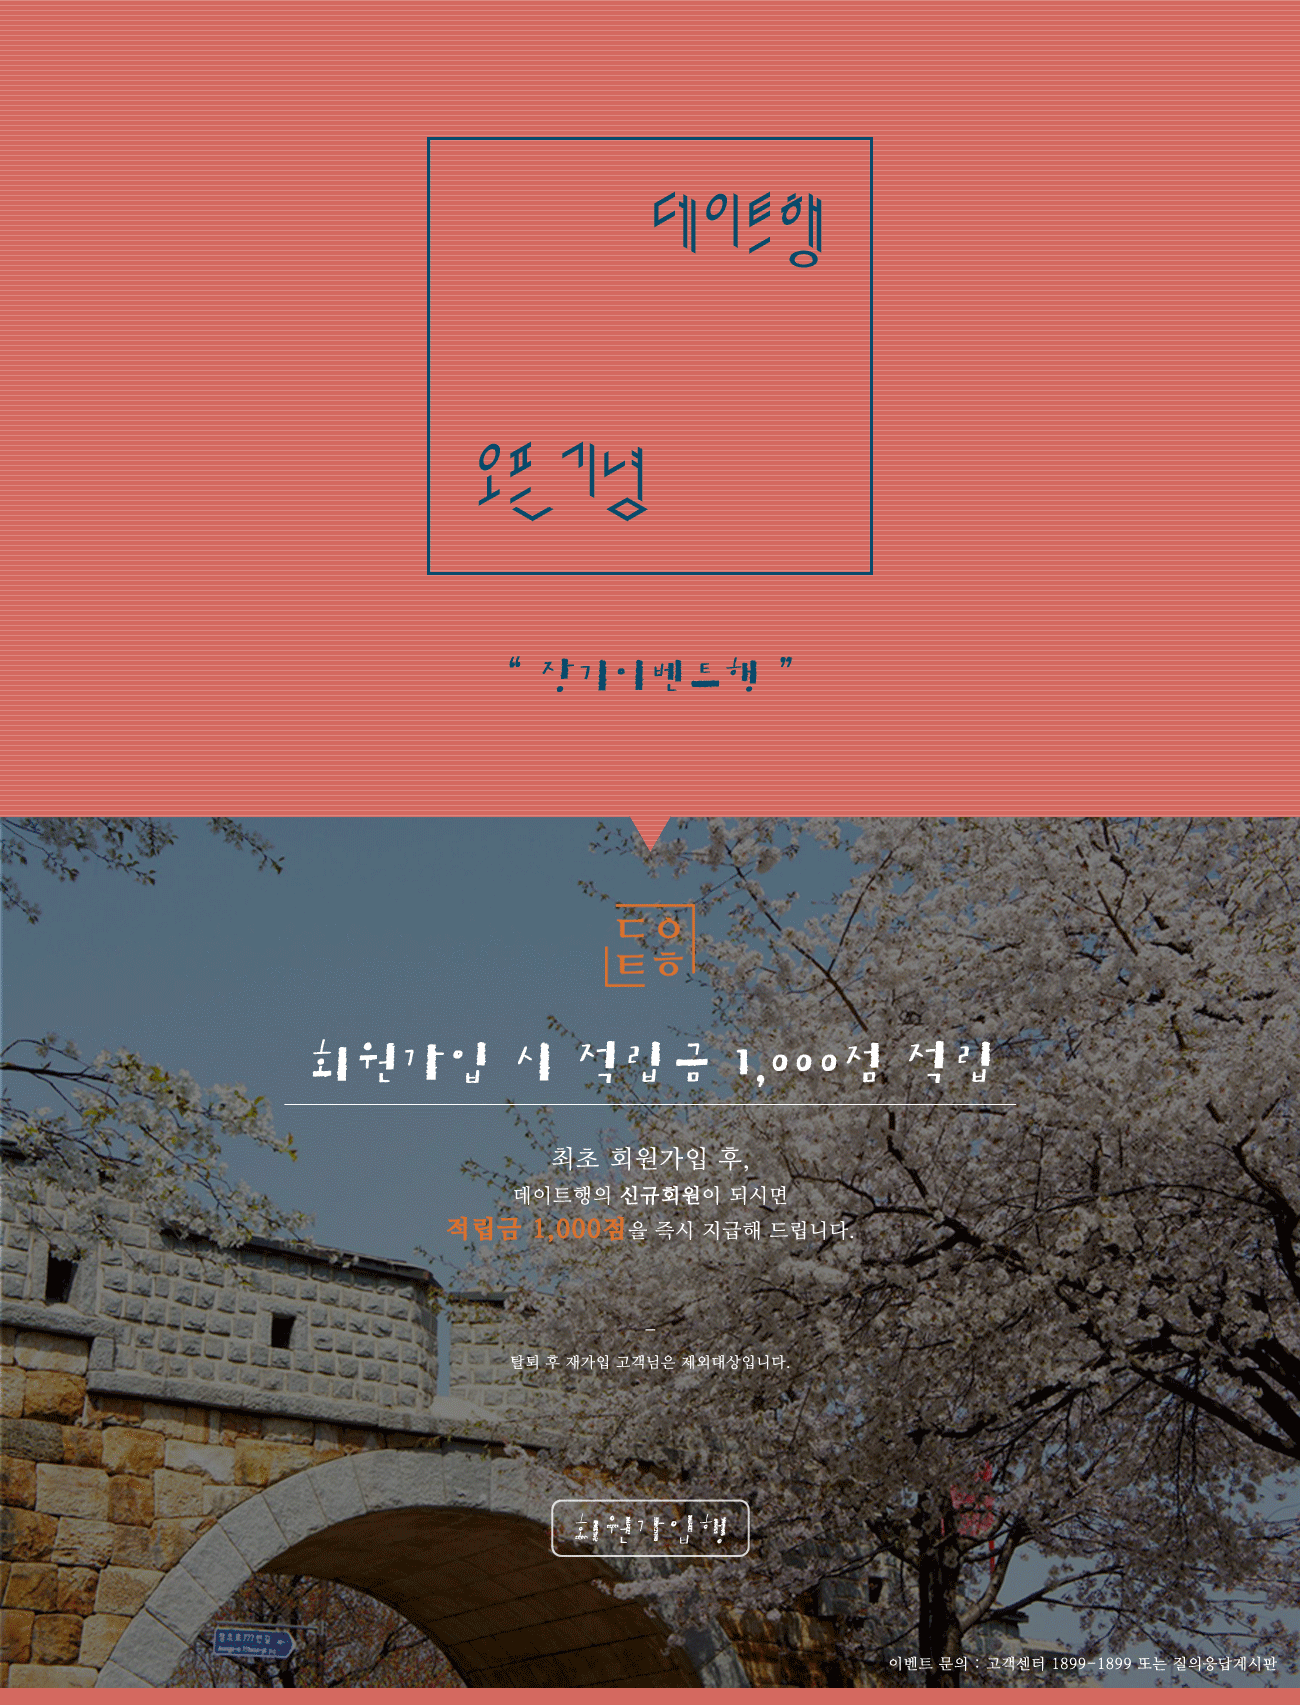 데이트행
오픈 기념
“ 장기이벤트행 ”
ㄷㅇ
ㅌㅎ
회원가입 시 적립금 1,000점 적립
최초 회원가입 후,
데이트행의 신규회원이 되시면
적립금 1,000점을 즉시 지급해 드립니다.
–
탈퇴 후 재가입 고객님은 제외대상입니다.
회원가입행
이벤트 문의 : 고객센터 1899-1899 또는 질의응답게시판